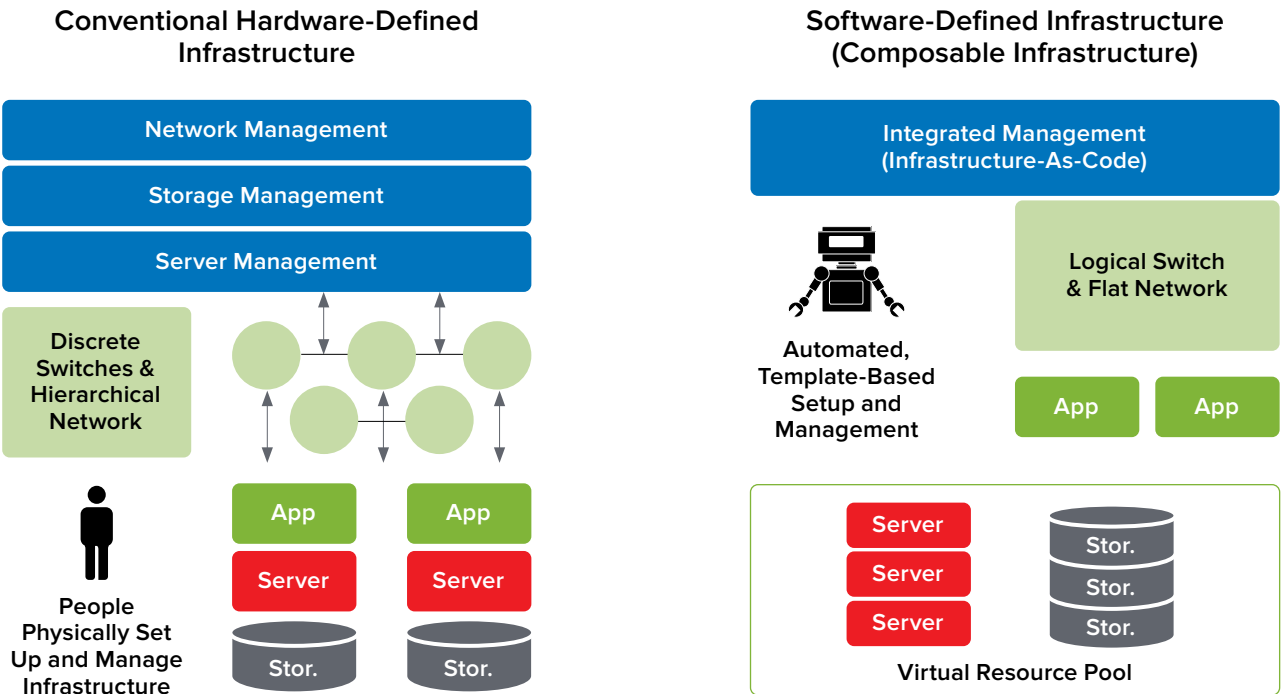 Conventional Hardware-Defined
Infrastructure
Network Management
Storage Management
Server Management
Discrete
Switches &
Hierarchical
Network
People
Physically Set
Up and Manage
Infrastructure
App
App
Server
Server
Stor.
Stor.
Software-Defined Infrastructure
(Composable Infrastructure)
Integrated Management
(Infrastructure-As-Code)
Automated,
Template-Based
Setup and
Management
Logical Switch
& Flat Network
App
App
Server
Server
Server
Stor.
Stor.
Stor.
Virtual Resource Pool